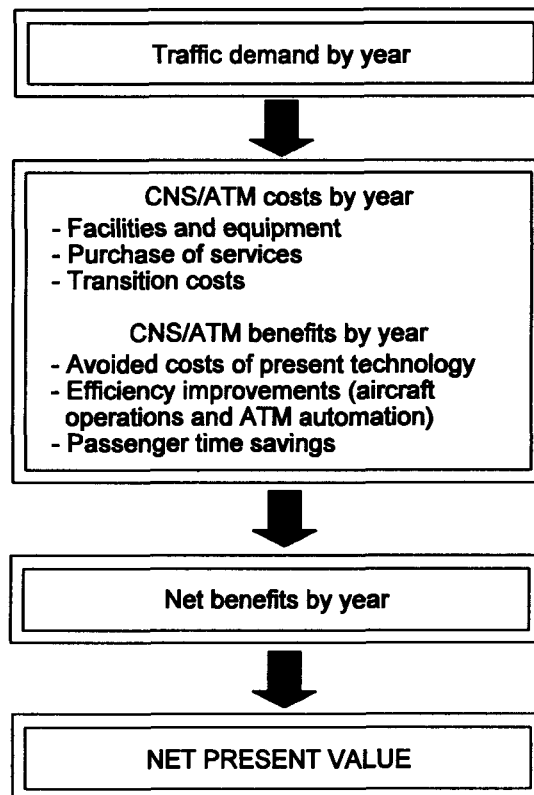 Traffic demand by year
CNS/ATM costs by year
- Facilities and equipment
- Purchase of services
- Transition costs
CNS/ATM benefits by year
- Avoided costs of present technology
- Efficiency improvements (aircraft
operations and ATM automation)
- Passenger time savings
Net benefits by year
NET PRESENT VALUE